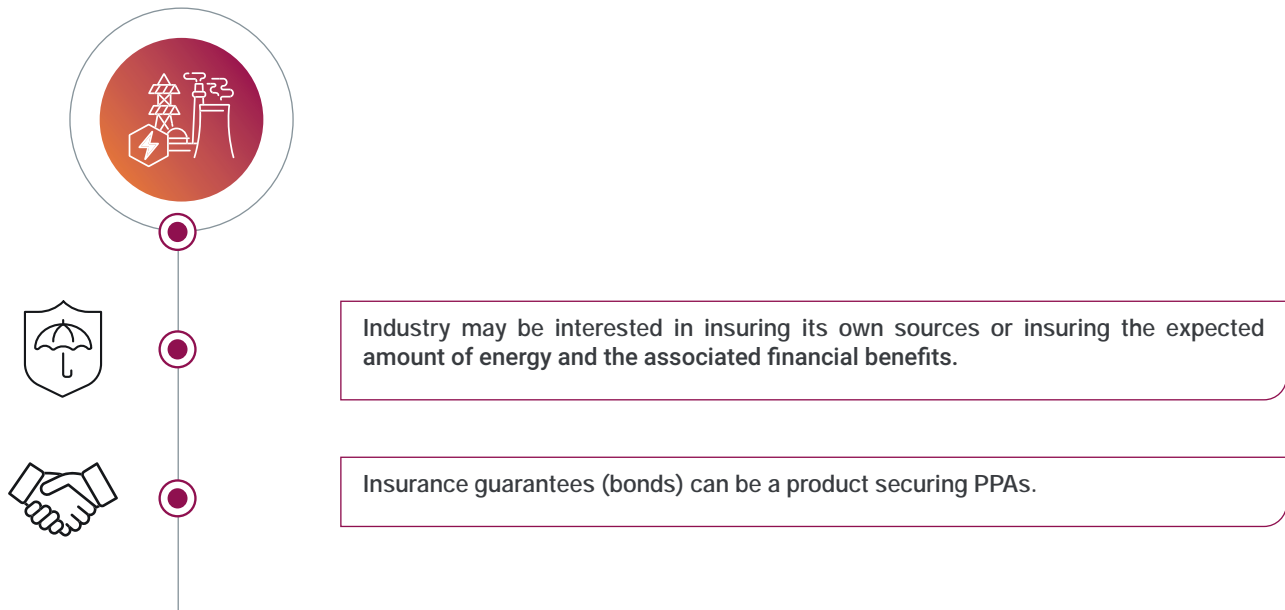 Industry may be interested in insuring its own sources or insuring the expected
amount of energy and the associated financial benefits.
Insurance guarantees (bonds) can be a product securing PPAs.